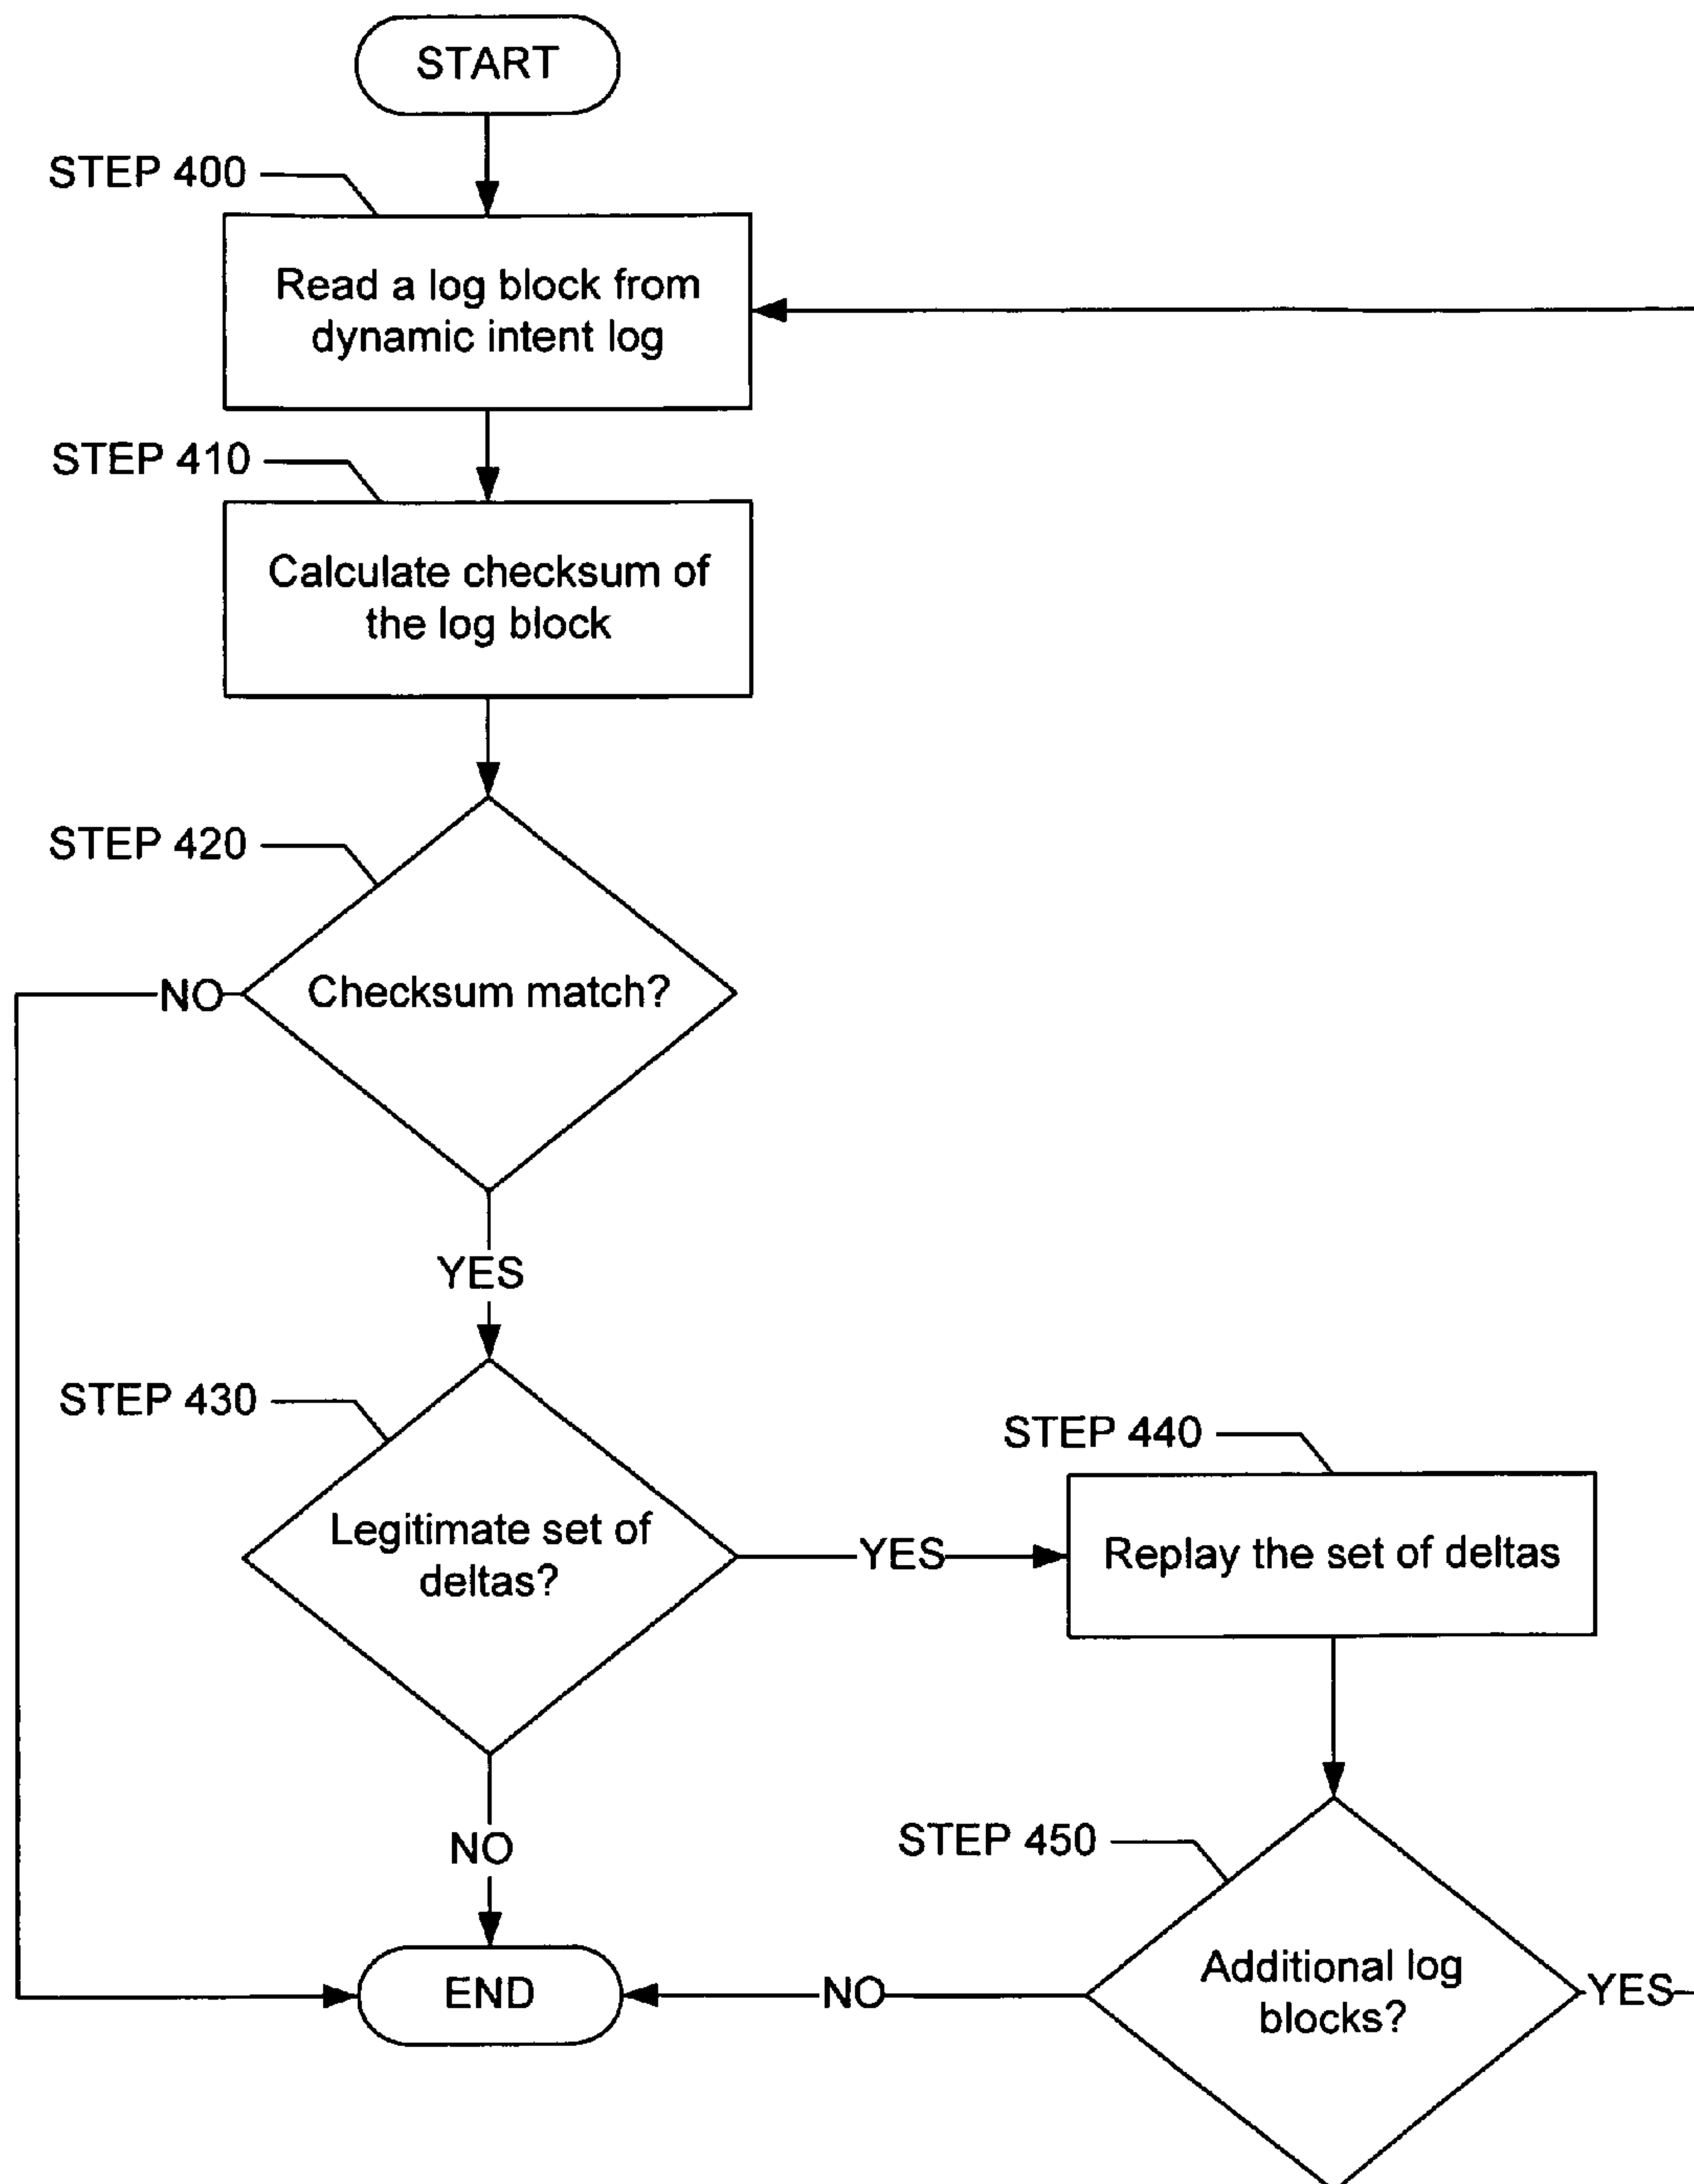 START
STEP 400
Read a log block from
dynamic intent log
STEP 410
Calculate checksum of
the log block
STEP 420
NO
Checksum match?
YES
STEP 430
Legitimate set of
deltas?
YES
STEP 440
Replay the set of deltas
NO
STEP 450
Additional log
blocks?
YES
NO
END